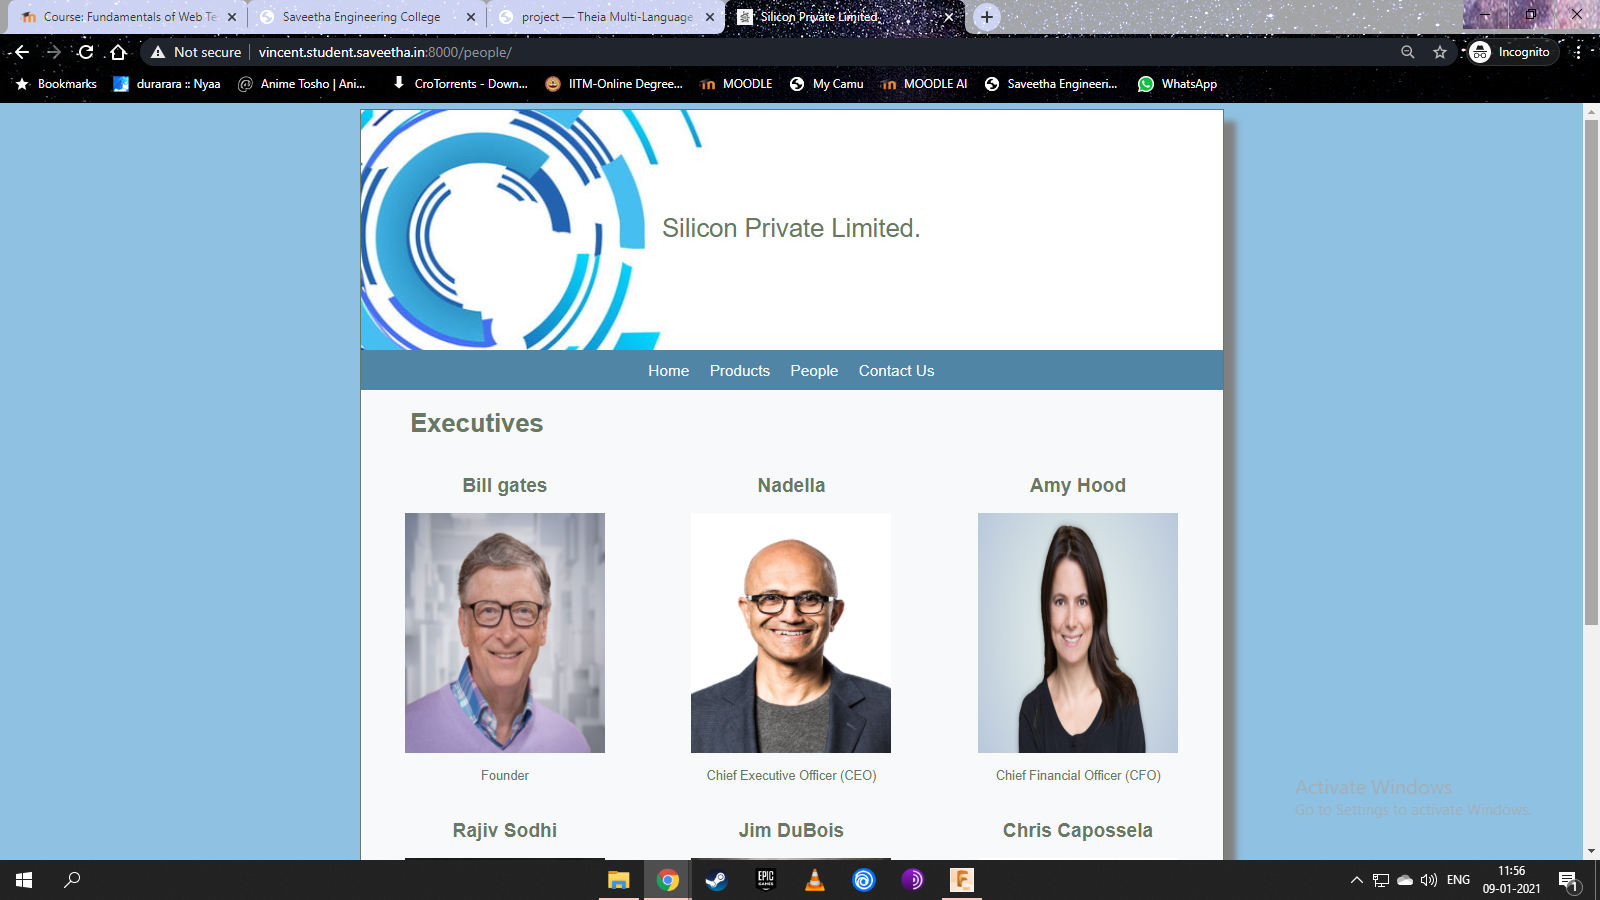 Course: Fundamentals of Web Te
Saveetha Engineering College
project — Theia Multi-Language
Silicon Private Limited.
Not secure
vincent.student.saveetha.in:8000/people/
Incognito
Bookmarks
durarara :: Nyaa
Anime Tosho | Ani...
CroTorrents - Down...
IITM-Online Degree...
MOODLE
My Camu
MOODLE AI
Saveetha Engineeri...
WhatsApp
Silicon Private Limited.
Home Products People Contact Us
Executives
Bill gates
Nadella
Amy Hood
Founder
Chief Executive Officer (CEO)
Chief Financial Officer (CFO)
Rajiv Sodhi
Jim DuBois
Chris Capossela
Activate Windows
Go to Settings to activate Windows.
EPIC
GAMES
ENG
11:56
09-01-2021
1